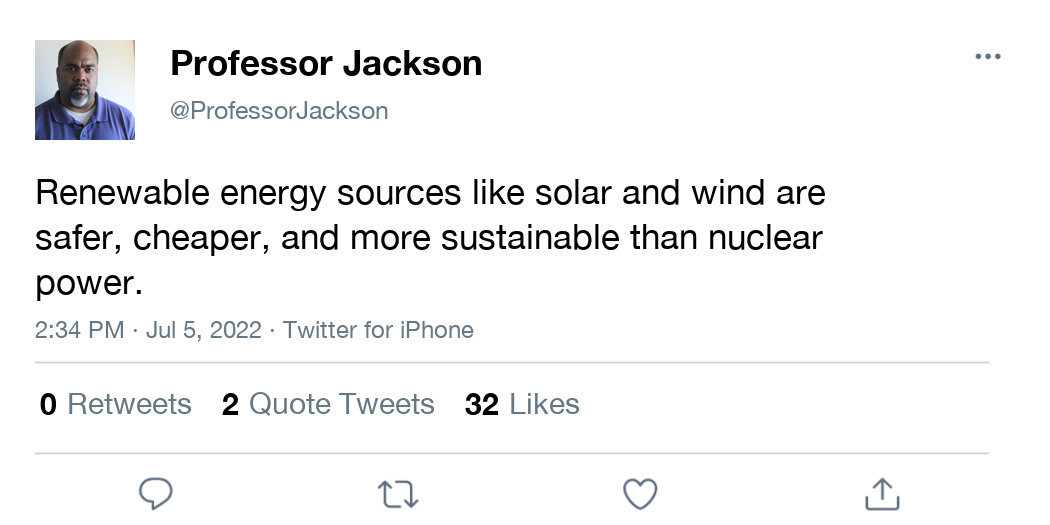 Professor Jackson
@ProfessorJackson
Renewable energy sources like solar and wind are
safer, cheaper, and more sustainable than nuclear
power.
2:34 PM · Jul 5, 2022 · Twitter for iPhone
0 Retweets 2 Quote Tweets 32 Likes